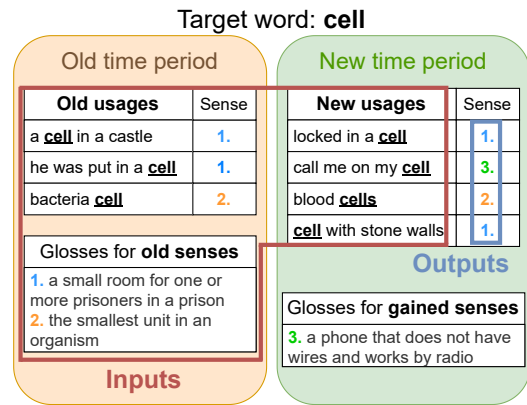 Target word: cell
Old time period
Old usages Sense
a cell in a castle 1.
he was put in a cell 1.
bacteria cell 2.
Glosses for old senses
1. a small room for one or
more prisoners in a prison
2. the smallest unit in an
organism
Inputs
New time period
New usages Sense
locked in a cell 1.
call me on my cell 3.
blood cells 2.
cell with stone walls 1.
Outputs
Glosses for gained senses
3. a phone that does not have
wires and works by radio